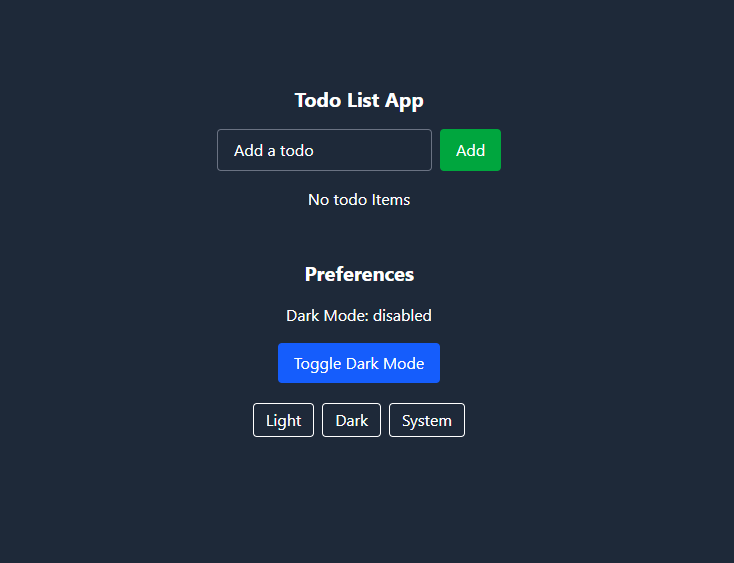 Todo List App
Add a todo
Add
No todo Items
Preferences
Dark Mode: disabled
Toggle Dark Mode
Light Dark System